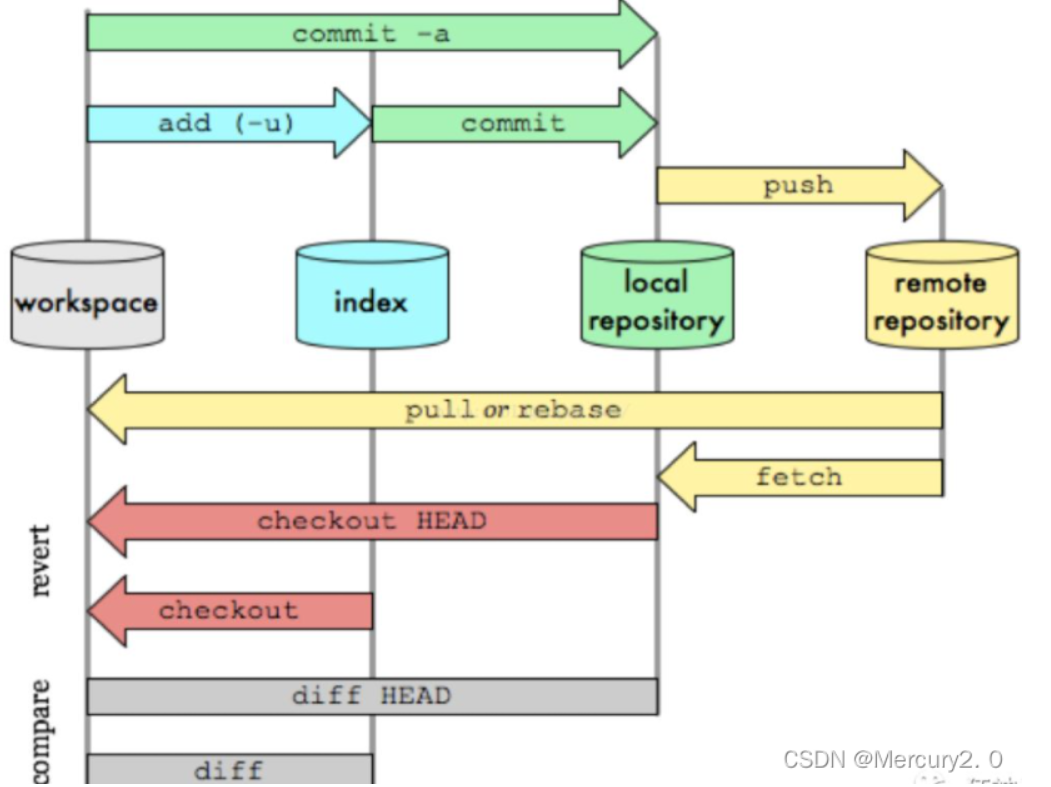 commit -a
add (-u)
commit
push
workspace
index
local
repository
remote
repository
pull or rebase
fetch
revert
checkout HEAD
checkout
compare
diff HEAD
diff
CSDN @Mercury2. 0